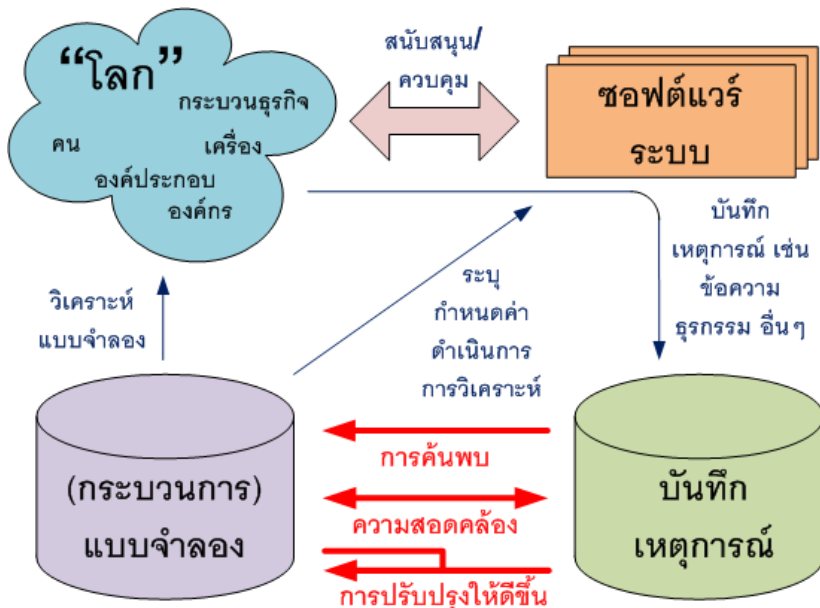 “โลก”
กระบวนธุรกิจ
คน
เครื่อง
องค์ประกอบ
องค์กร
สนับสนุน/
ควบคุม
ซอฟต์แวร์
ระบบ
วิเคราะห์
แบบจำลอง
ระบุ
กำหนดค่า
ดำเนินการ
การวิเคราะห์
บันทึก
เหตุการณ์ เช่น
ข้อความ
ธุรกรรม อื่นๆ
(กระบวนการ)
แบบจำลอง
การค้นพบ
ความสอดคล้อง
การปรับปรุงให้ดีขึ้น
บันทึก
เหตุการณ์